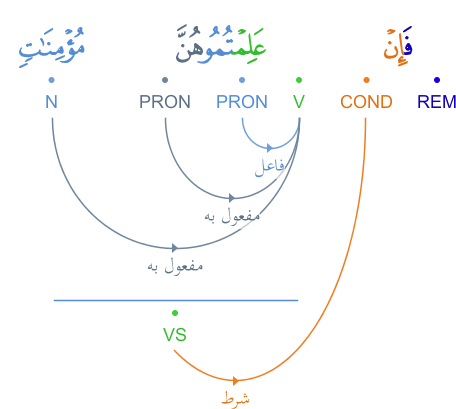 فَإِنْ عَلِمْتُمُوهُنَّ مُؤْمِنَٰتٍ
N PRON PRON V COND REM
فاعل
مفعول به
مفعول به
VS
شرط